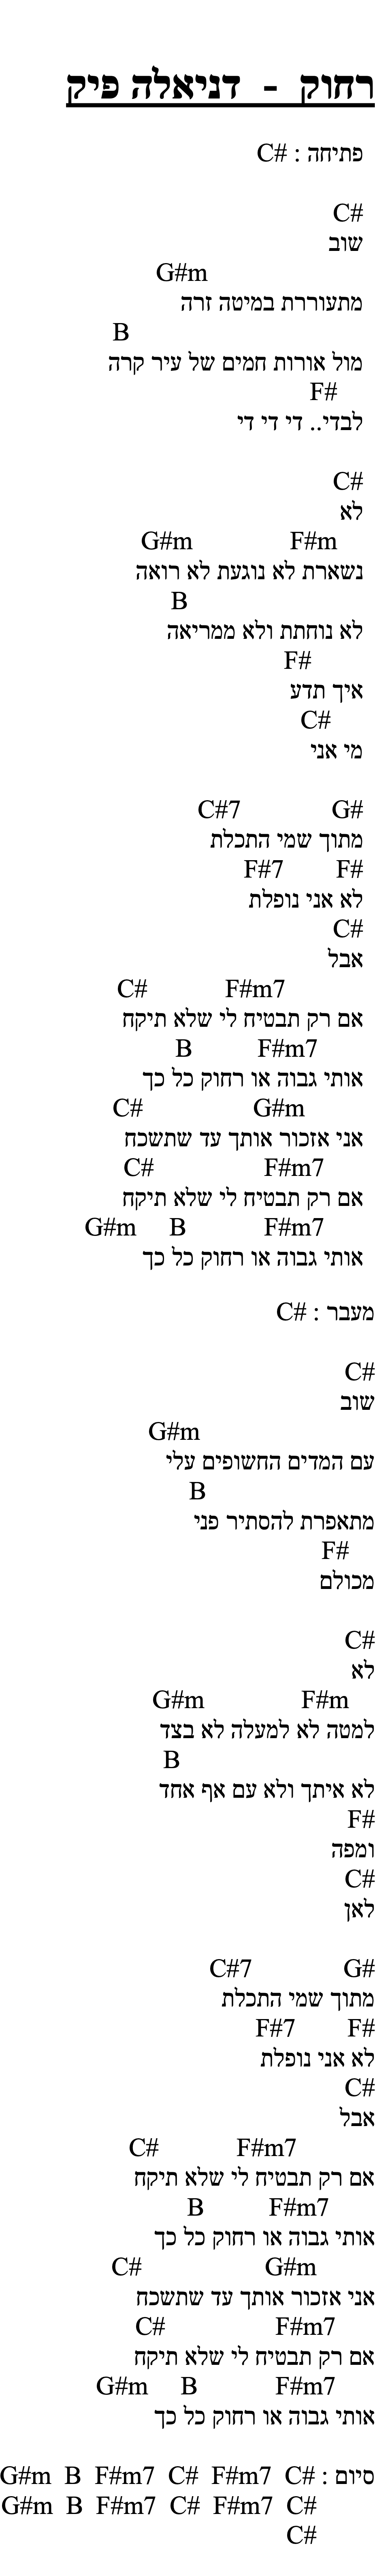 רחוק - דניאלה פיק
פתיחה : C#
C#
שוב
G#m
מתעוררת במיטה זרה
B
מול אורות חמים של עיר קרה
F#
לבדי.. די די די
C#
לא
G#m F#m
נשארת לא נוגעת לא רואה
B
לא נוחתת ולא ממריאה
F#
איך תדע
C#
מי אני
C#7 G#
מתוך שמי התכלת
F#7 F#
לא אני נופלת
C#
אבל
C# F#m7
אם רק תבטיח לי שלא תיקח
B F#m7
אותי גבוה או רחוק כל כך
C# G#m
אני אזכור אותך עד שתשכח
C# F#m7
אם רק תבטיח לי שלא תיקח
G#m B F#m7
אותי גבוה או רחוק כל כך
מעבר : C#
C#
שוב
G#m
עם המדים החשופים עלי
B
מתאפרת להסתיר פני
F#
מכולם
C#
לא
G#m F#m
למטה לא למעלה לא בצד
B
לא איתך ולא עם אף אחד
F#
ומפה
C#
לאן
C#7 G#
מתוך שמי התכלת
F#7 F#
לא אני נופלת
C#
אבל
C# F#m7
אם רק תבטיח לי שלא תיקח
B F#m7
אותי גבוה או רחוק כל כך
C# G#m
אני אזכור אותך עד שתשכח
C# F#m7
אם רק תבטיח לי שלא תיקח
G#m B F#m7
אותי גבוה או רחוק כל כך
סיום : G#m B F#m7 C# F#m7 C#
G#m B F#m7 C# F#m7 C#
C#